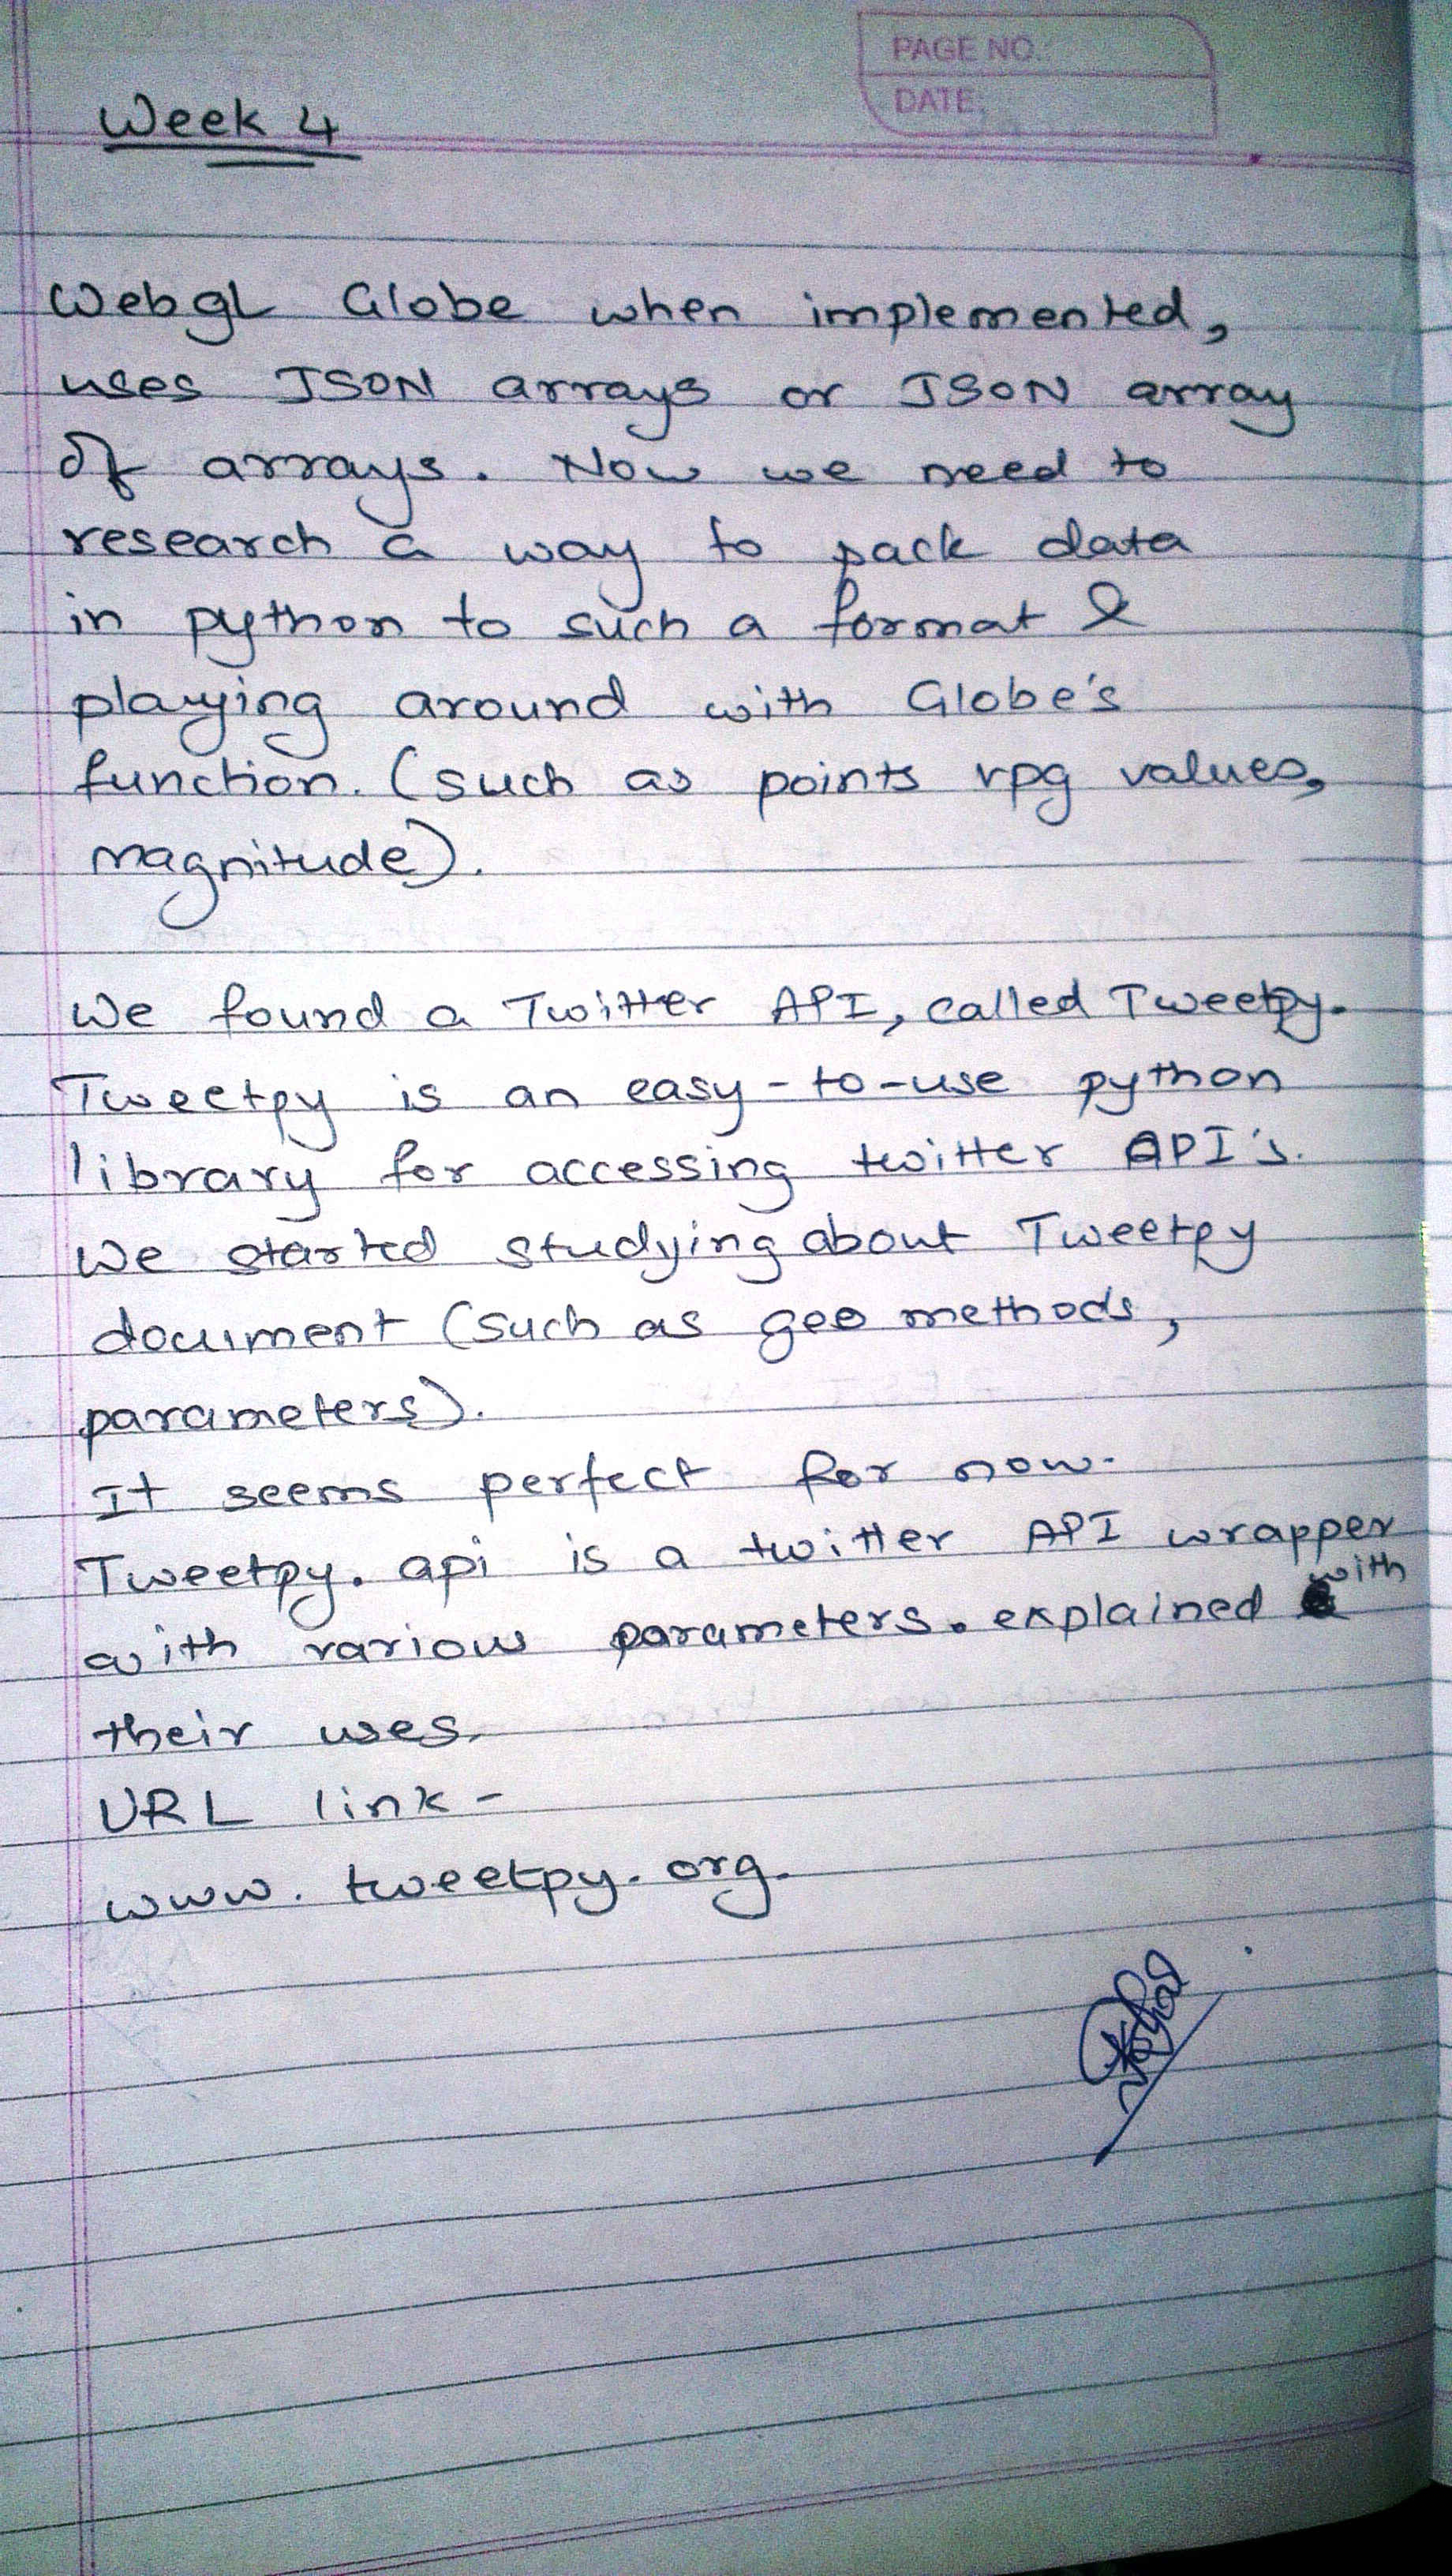 PAGE NO.:
DATE:
Week 4
WebgL Globe when implemented,
uses JSON arrays or JSON array
of arrays. Now we need to
research a way to pack data
in python to such a format &
playing around with Globe's
function. (such as points rpg values,
magnitude).
We found a Twitter API, called Tweetpy.
Tweetpy is an easy-to-use python
library for accessing twitter API's.
We started studying about Tweetpy
document (such as geo methods,
parameters).
It seems perfect for now.
Tweetpy. api is a twitter API wrapper
with various parameters. explained with
their uses.
URL link -
www. tweetpy. org.